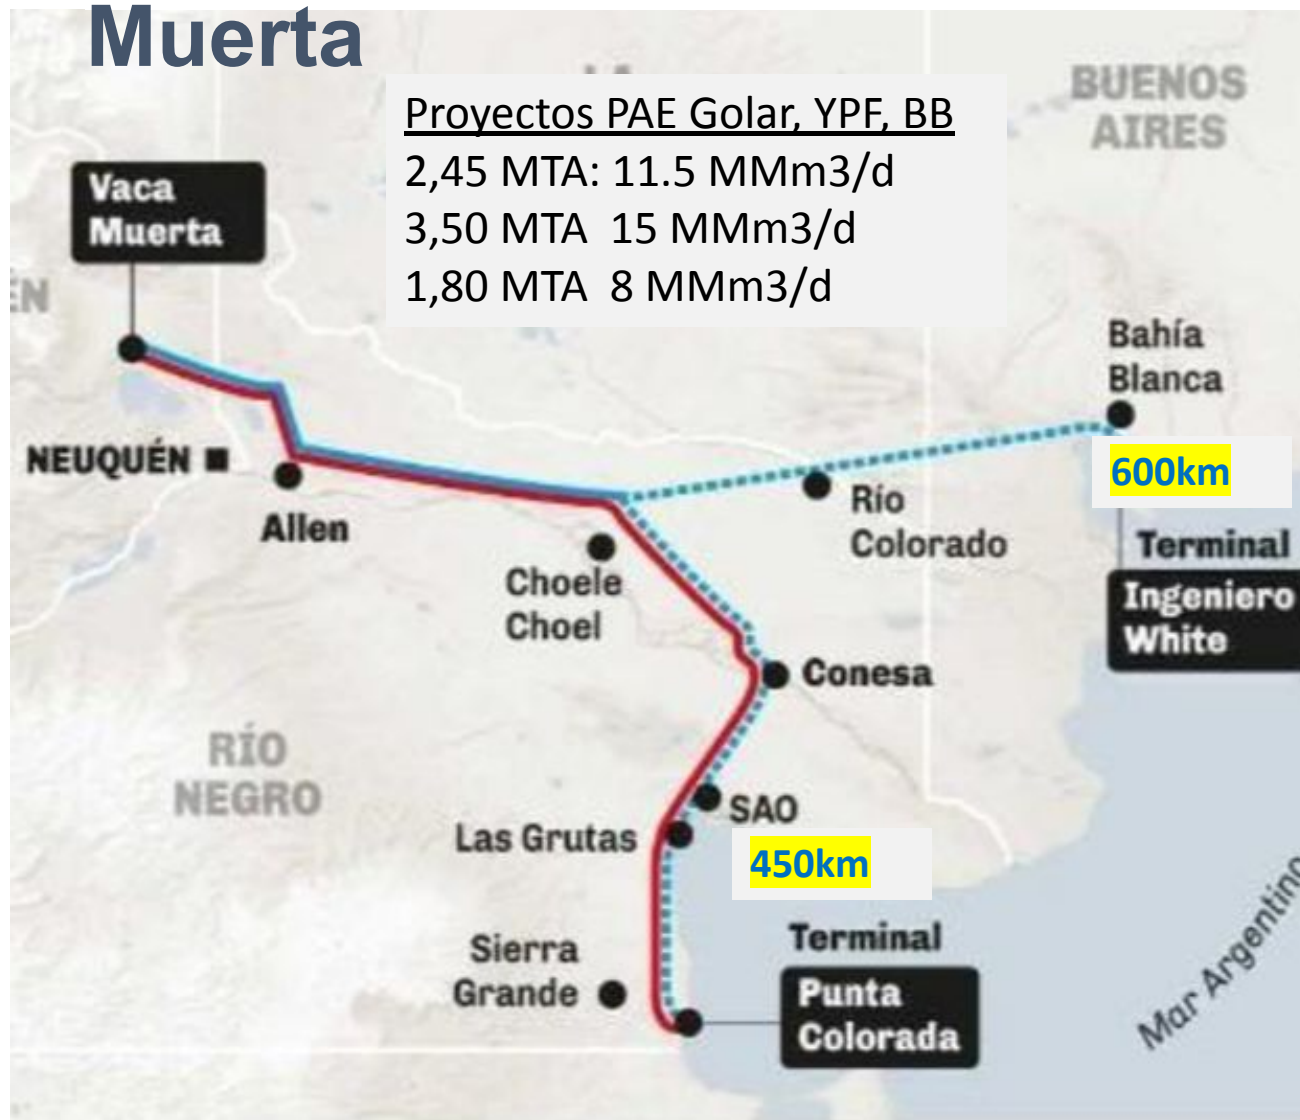 Muerta
BUENOS
AIRES
Proyectos PAE Golar, YPF, BB
2,45 MTA: 11.5 MMm3/d
3,50 MTA 15 MMm3/d
1,80 MTA 8 MMm3/d
Vaca
Muerta
ÉN
Bahía
Blanca
600km
NEUQUÉN
Allen
Río
Colorado
Terminal
Ingeniero
White
Choele
Choel
Conesa
RÍO
NEGRO
SAO
Las Grutas
450km
Sierra
Grande
Terminal
Punta
Colorada
Mar Argentino